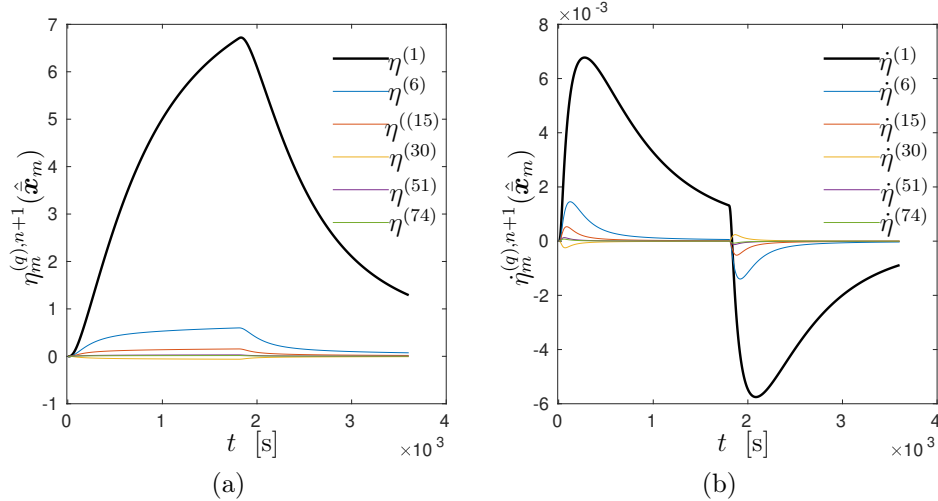 7
6
5
4
3
2
1
0
-1
η_m^{(q),n+1}(x̄̂_m)
η^{(1)}
η^{(6)}
η^{((15)}
η^{(30)}
η^{(51)}
η^{(74)}
0 1 2 3 4
t [s]
×10^3
(a)
×10^{-3}
8
6
4
2
0
-2
-4
-6
η̇_m^{(q),n+1}(x̄̂_m)
η̇^{(1)}
η̇^{(6)}
η̇^{(15)}
η̇^{(30)}
η̇^{(51)}
η̇^{(74)}
0 1 2 3 4
t [s]
×10^3
(b)